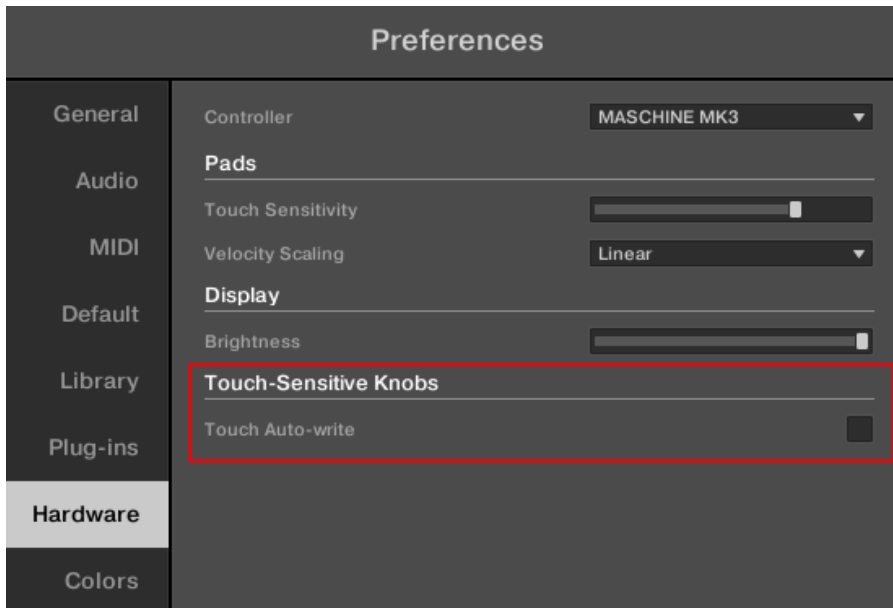 Preferences
General
Audio
MIDI
Default
Library
Plug-ins
Hardware
Colors
Controller MASCHINE MK3
Pads
Touch Sensitivity
Velocity Scaling Linear
Display
Brightness
Touch-Sensitive Knobs
Touch Auto-write